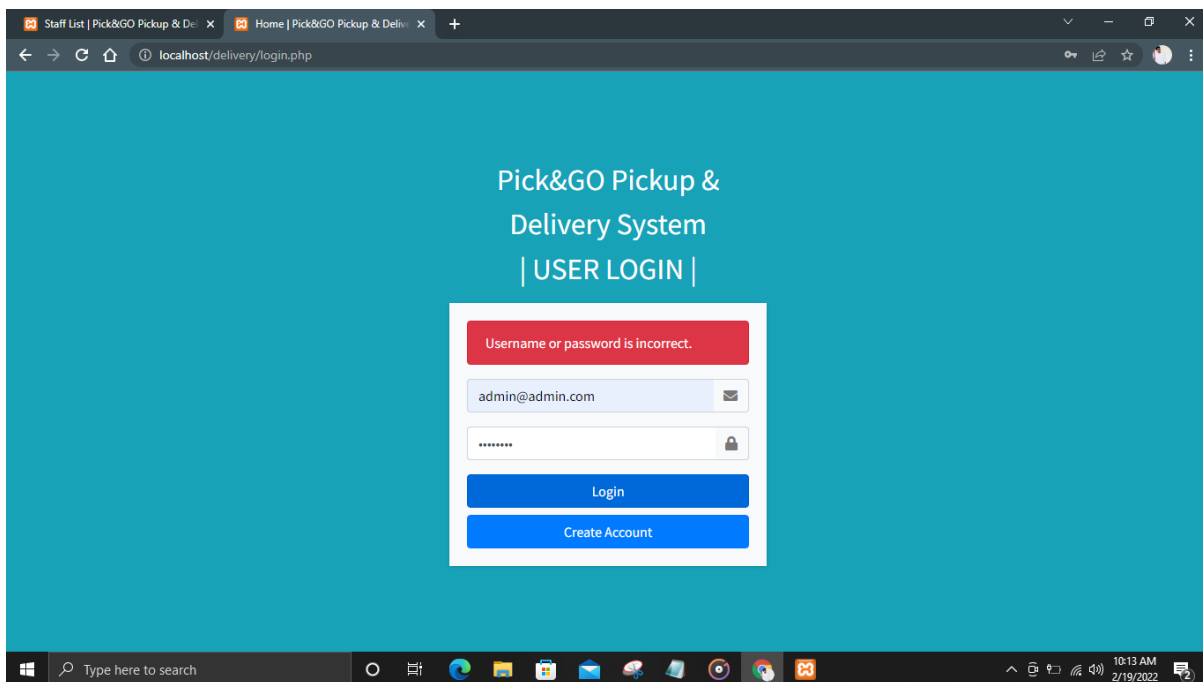 Staff List | Pick&GO Pickup & Del
Home | Pick&GO Pickup & Delive
localhost/delivery/login.php
Pick&GO Pickup &
Delivery System
| USER LOGIN |
Username or password is incorrect.
admin@admin.com
••••••••
Login
Create Account
Type here to search
10:13 AM
2/19/2022
2